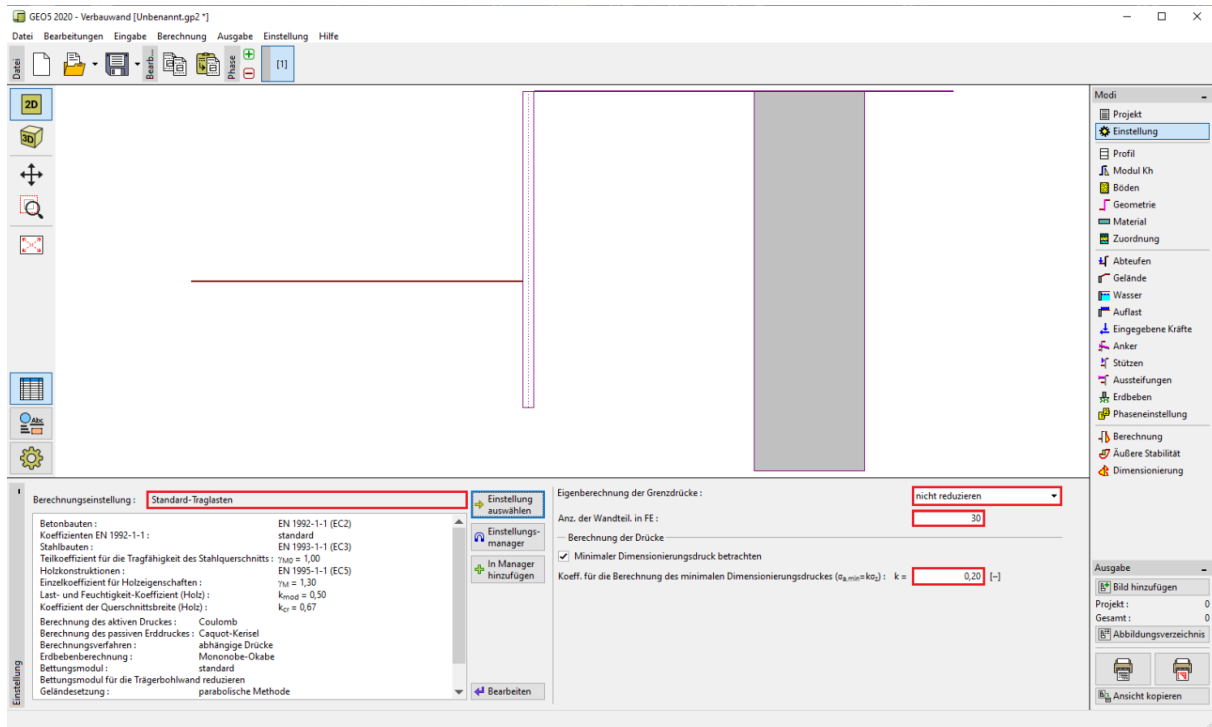 GEO5 2020 - Verbauwand [Unbenannt.gp2 *]
Datei Bearbeitungen Eingabe Berechnung Ausgabe Einstellung Hilfe
Datei
Bearb...
Phase
[1]
2D
3D
Abc
Modi
Projekt
Einstellung
Profil
Modul Kh
Böden
Geometrie
Material
Zuordnung
Abteufen
Gelände
Wasser
Auflast
Eingegebene Kräfte
Anker
Stützen
Aussteifungen
Erdbeben
Phaseneinstellung
Berechnung
Äußere Stabilität
Dimensionierung
Einstellung
Berechnungseinstellung : Standard-Traglasten
Betonbauten : EN 1992-1-1 (EC2)
Koeffizienten EN 1992-1-1 : standard
Stahlbauten : EN 1993-1-1 (EC3)
Teilkoeffizient für die Tragfähigkeit des Stahlquerschnitts : γM0 = 1,00
Holzkonstruktionen : EN 1995-1-1 (EC5)
Einzelkoeffizient für Holzeigenschaften : γM = 1,30
Last- und Feuchtigkeit-Koeffizient (Holz) : kmod = 0,50
Koeffizient der Querschnittsbreite (Holz) : kcr = 0,67
Berechnung des aktiven Druckes : Coulomb
Berechnung des passiven Erddruckes : Caquot-Kerisel
Berechnungsverfahren : abhängige Drücke
Erdbebenberechnung : Mononobe-Okabe
Bettungsmodul : standard
Bettungsmodul für die Trägerbohlwand reduzieren
Geländesetzung : parabolische Methode
Einstellung
auswählen
Einstellungs-
manager
In Manager
hinzufügen
Bearbeiten
Eigenberechnung der Grenzdrücke : nicht reduzieren
Anz. der Wandteil. in FE : 30
Berechnung der Drücke
Minimaler Dimensionierungsdruck betrachten
Koeff. für die Berechnung des minimalen Dimensionierungsdruckes (σa,min=kσz) : k = 0,20 [–]
Ausgabe
Bild hinzufügen
Projekt : 0
Gesamt : 0
Abbildungsverzeichnis
Ansicht kopieren